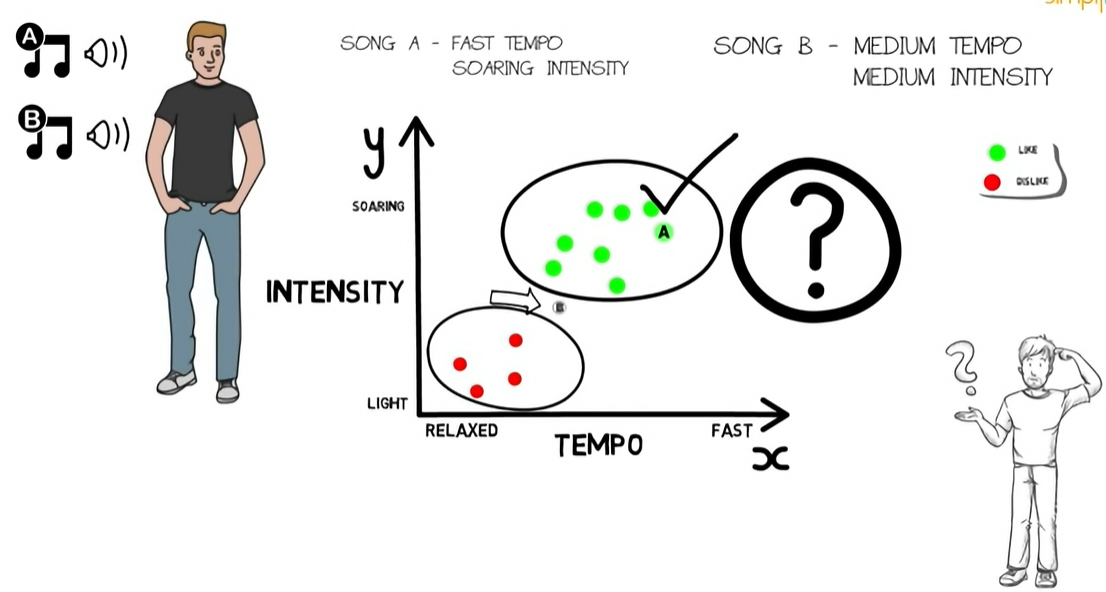 A
B
SONG A - FAST TEMPO
SOARING INTENSITY
SONG B - MEDIUM TEMPO
MEDIUM INTENSITY
LIKE
DISLIKE
y
SOARING
INTENSITY
LIGHT
A
B
?
?
RELAXED
TEMPO
FAST
x